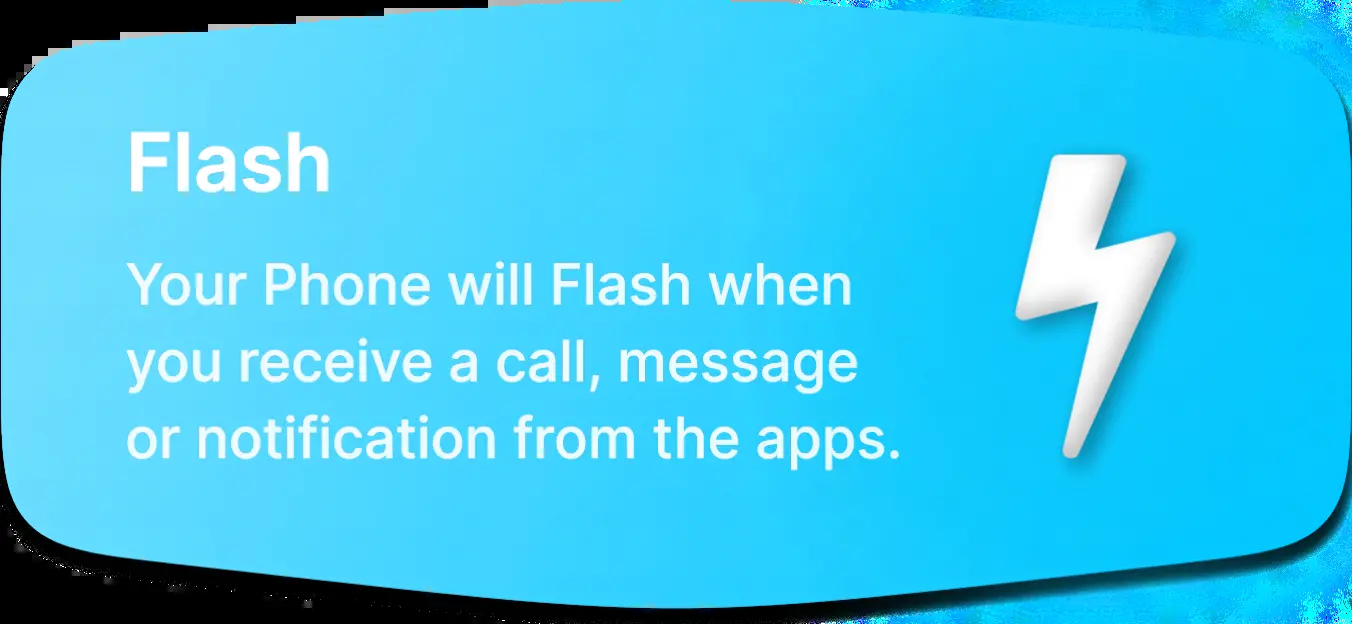 Flash
Your Phone will Flash when
you receive a call, message
or notification from the apps.